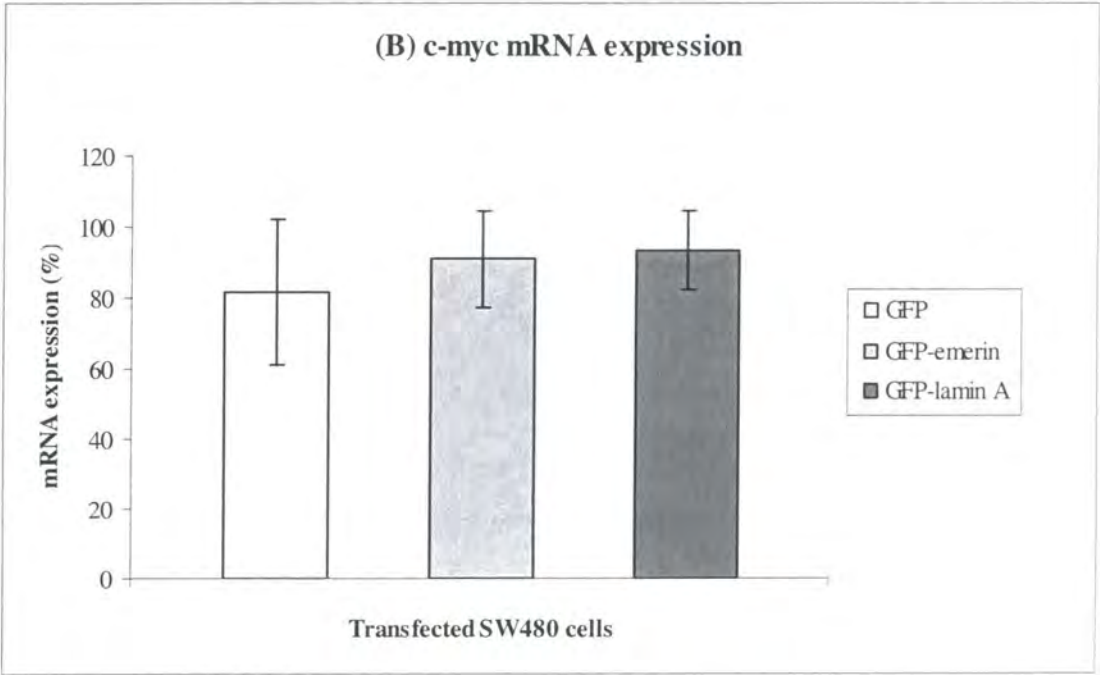 (B) c-myc mRNA expression
120
100
80
60
40
20
0
mRNA expression (%)
Transfected SW480 cells
GFP
GFP-emerin
GFP-lamin A